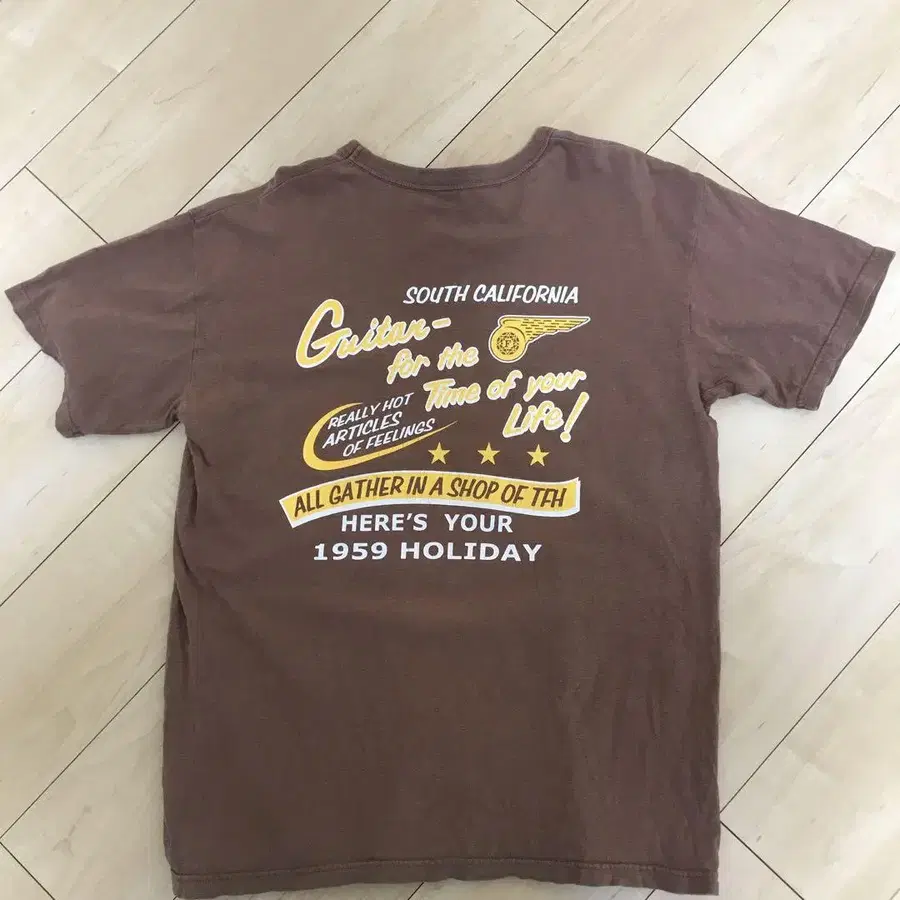 SOUTH CALIFORNIA
Guitar-
for the
Time of your
Life!
F
REALLY HOT
ARTICLES
OF FEELINGS
ALL GATHER IN A SHOP OF TFH
HERE'S YOUR
1959 HOLIDAY